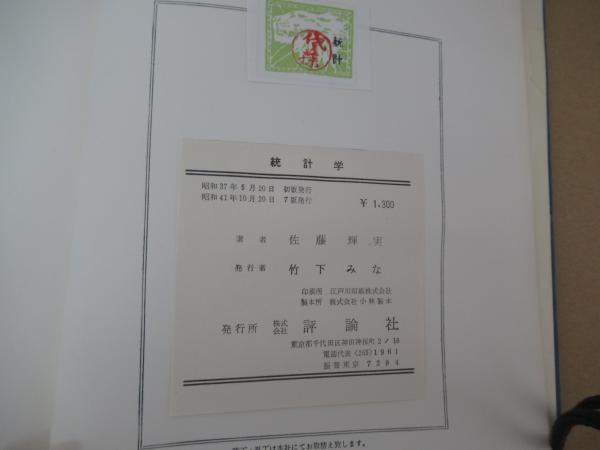 統計
統計学
昭和37年5月20日 初版発行
昭和41年10月20日 7版発行
￥1,300
著者 佐藤輝実
発行者 竹下みな
印刷所 江戸川印刷株式会社
製本所 株式会社小林製本
発行所 株式会社 評論社
東京都千代田区神田神保町2ノ16
電話代表(265)1961
振替東京 7294
落丁・乱丁は本社にてお取替え致します。